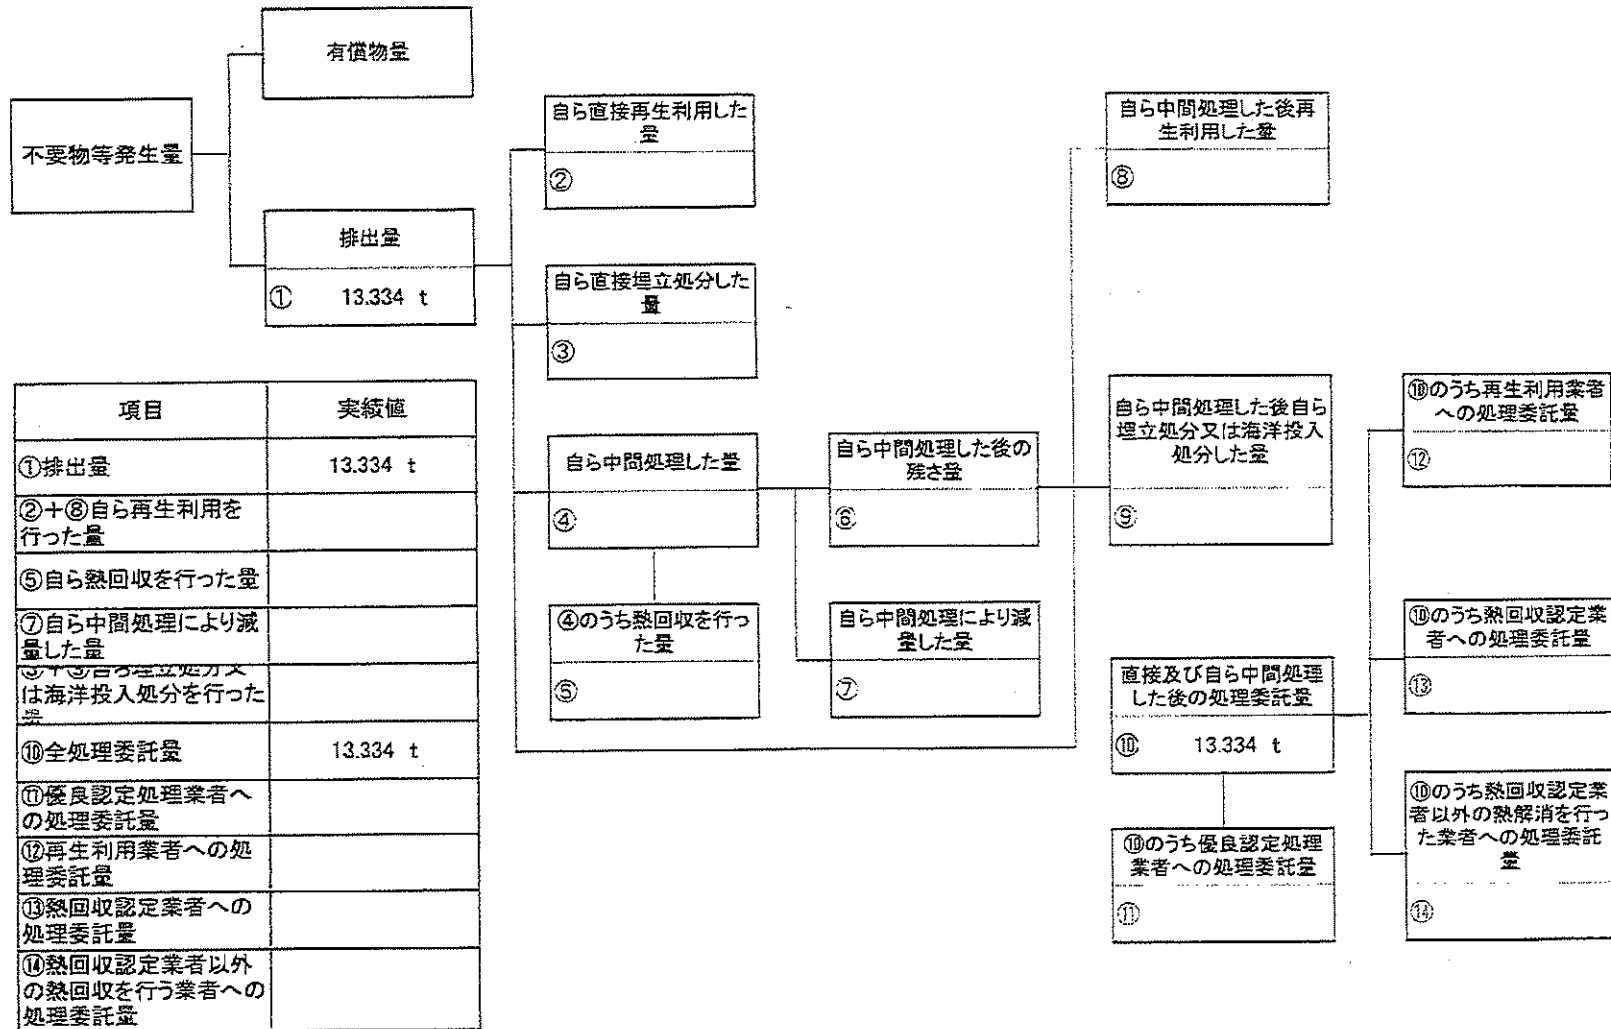 有償物量
不要物等発生量
排出量
① 13.334 t
自ら直接再生利用した
量
②
自ら直接埋立処分した
量
③
自ら中間処理した量
④
④のうち熱回収を行っ
た量
⑤
自ら中間処理した後の
残さ量
⑥
自ら中間処理により減
量した量
⑦
自ら中間処理した後再
生利用した量
⑧
自ら中間処理した後自ら
埋立処分又は海洋投入
処分した量
⑨
直接及び自ら中間処理
した後の処理委託量
⑩ 13.334 t
⑩のうち優良認定処理
業者への処理委託量
⑪
⑩のうち再生利用業者
への処理委託量
⑫
⑩のうち熱回収認定業
者への処理委託量
⑬
⑩のうち熱回収認定業
者以外の熱解消を行っ
た業者への処理委託
量
⑭
項目 実績値
①排出量 13.334 t
②+⑧自ら再生利用を
行った量
⑤自ら熱回収を行った量
⑦自ら中間処理により減
量した量
自ら埋立処分又
は海洋投入処分を行った
⑩全処理委託量 13.334 t
⑪優良認定処理業者へ
の処理委託量
⑫再生利用業者への処
理委託量
⑬熱回収認定業者への
処理委託量
⑭熱回収認定業者以外
の熱回収を行う業者への
処理委託量